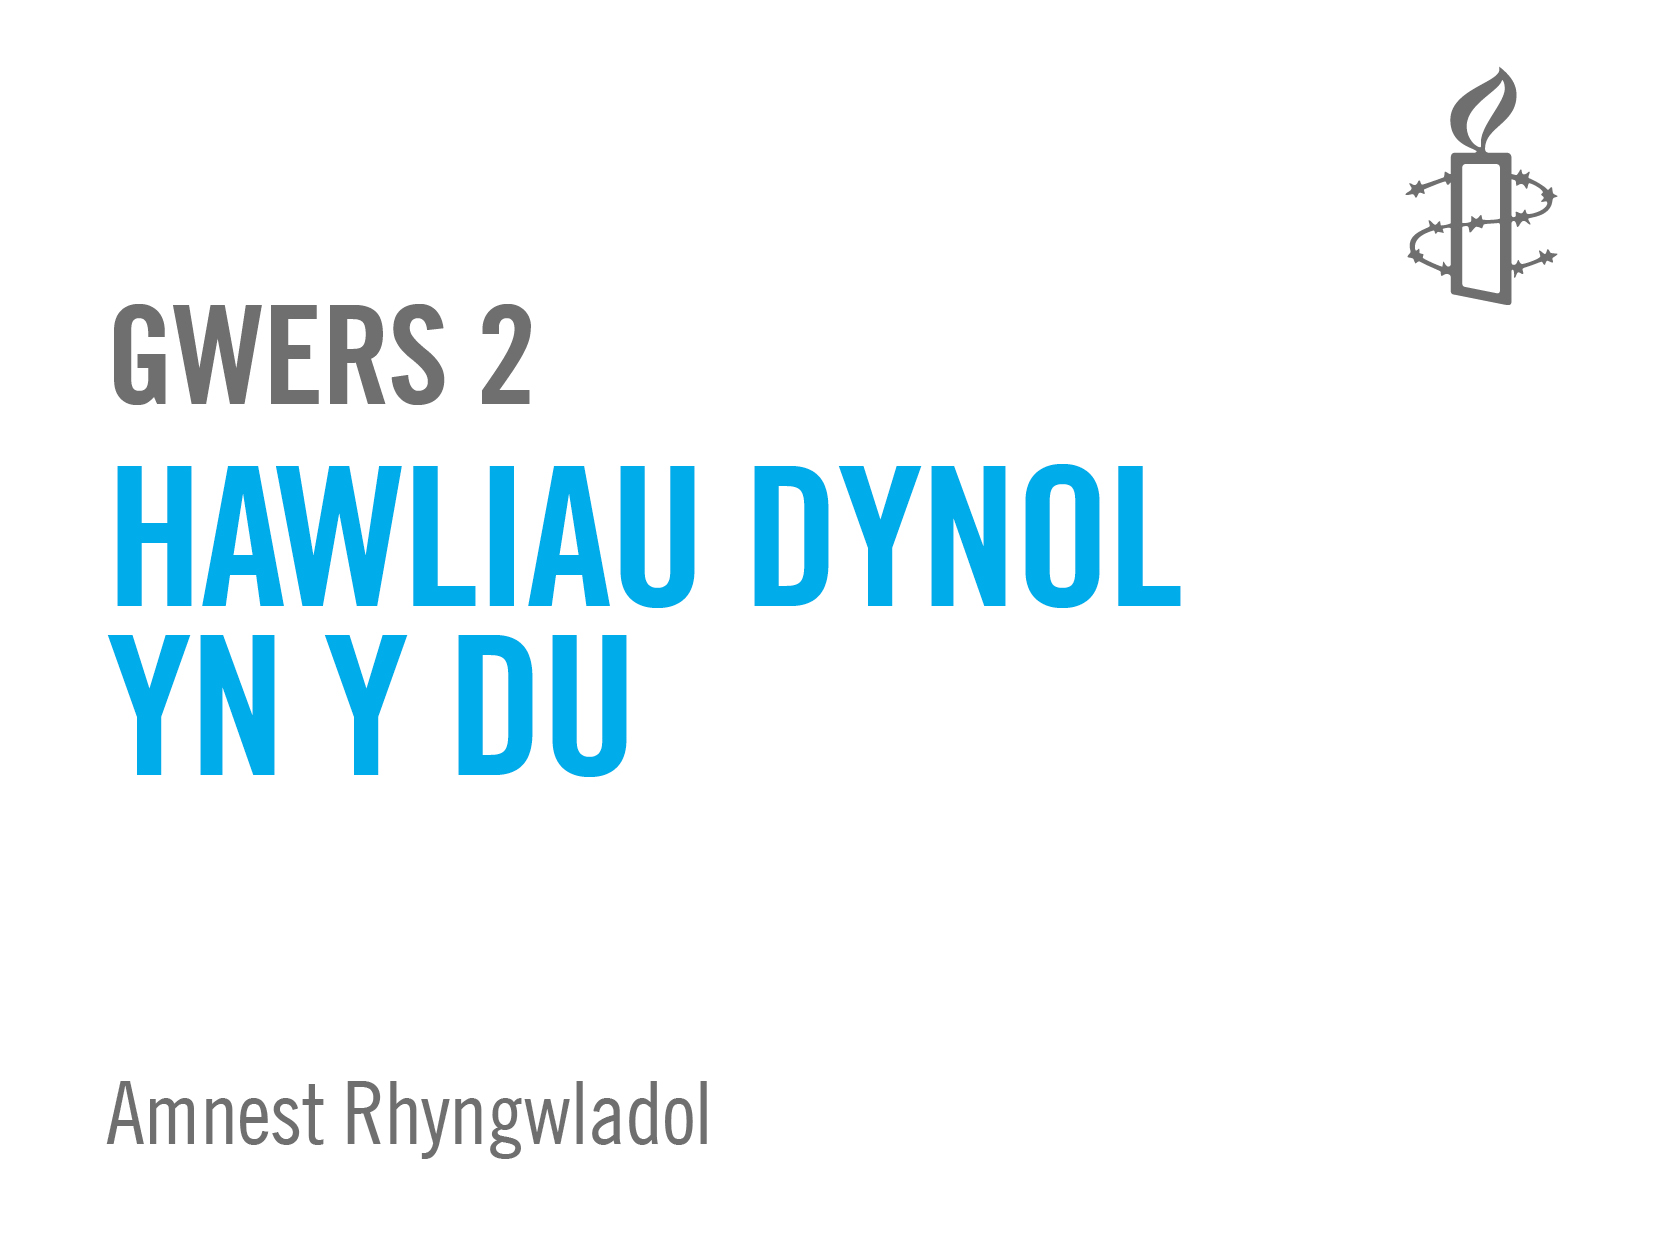 GWERS 2
HAWLIAU DYNOL
YN Y DU
Amnest Rhyngwladol